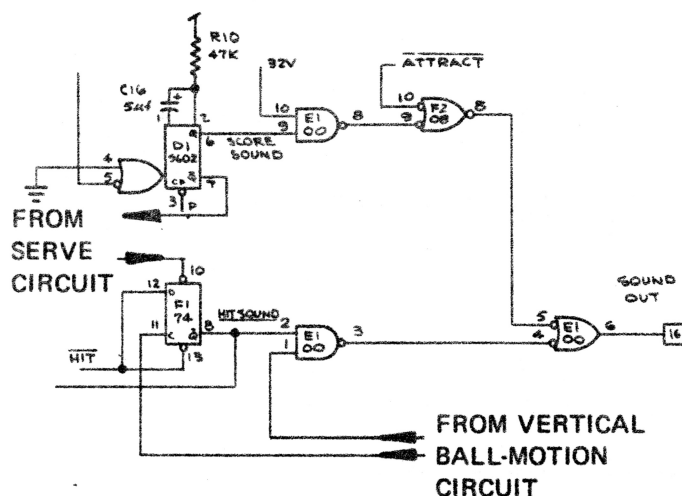 R10
47K
C16
5uf
+
1
2
D1
9602
Q
6
SCORE
SOUND
4
5
CD
Q
7
3
P
32V
10
9
E1
00
8
ATTRACT
10
9
F2
08
8
FROM
SERVE
CIRCUIT
10
12
D
F1
74
11
C
Q
8
13
HIT
HIT SOUND
2
1
E1
00
3
5
4
E1
00
6
SOUND
OUT
16
FROM VERTICAL
BALL-MOTION
CIRCUIT